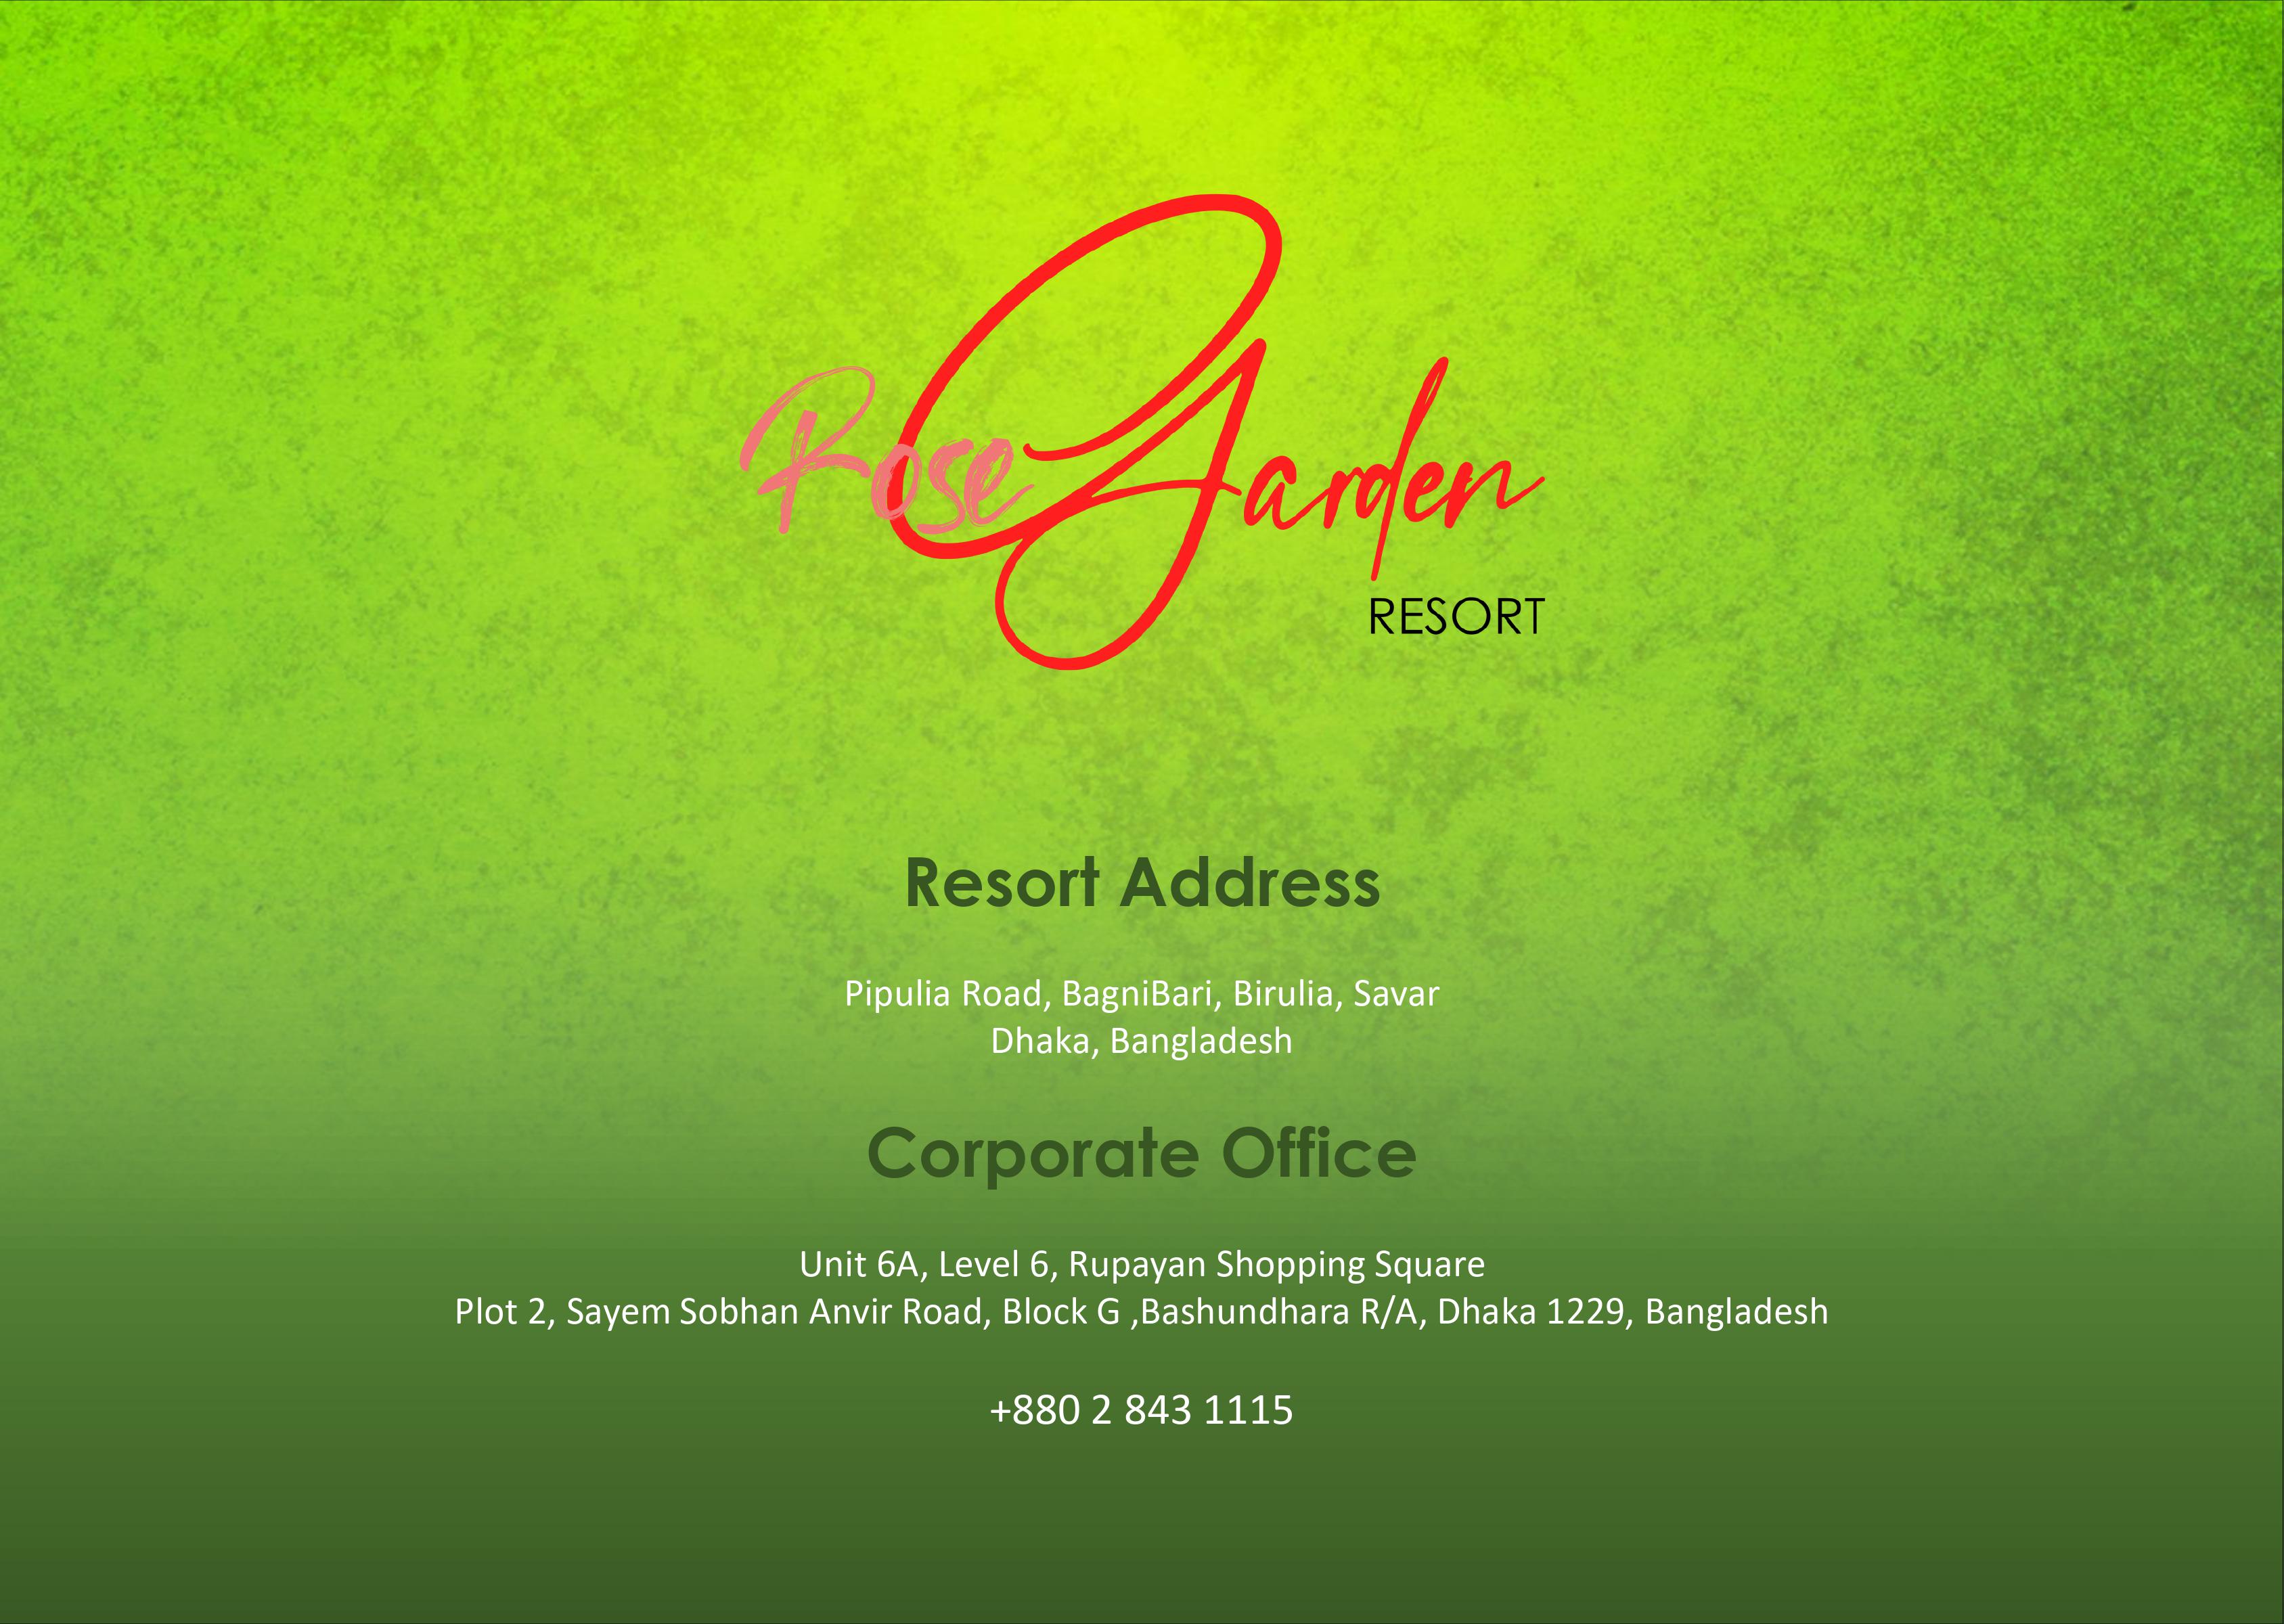 Rose Garden
RESORT
Resort Address
Pipulia Road, BagniBari, Birulia, Savar
Dhaka, Bangladesh
Corporate Office
Unit 6A, Level 6, Rupayan Shopping Square
Plot 2, Sayem Sobhan Anvir Road, Block G ,Bashundhara R/A, Dhaka 1229, Bangladesh
+880 2 843 1115